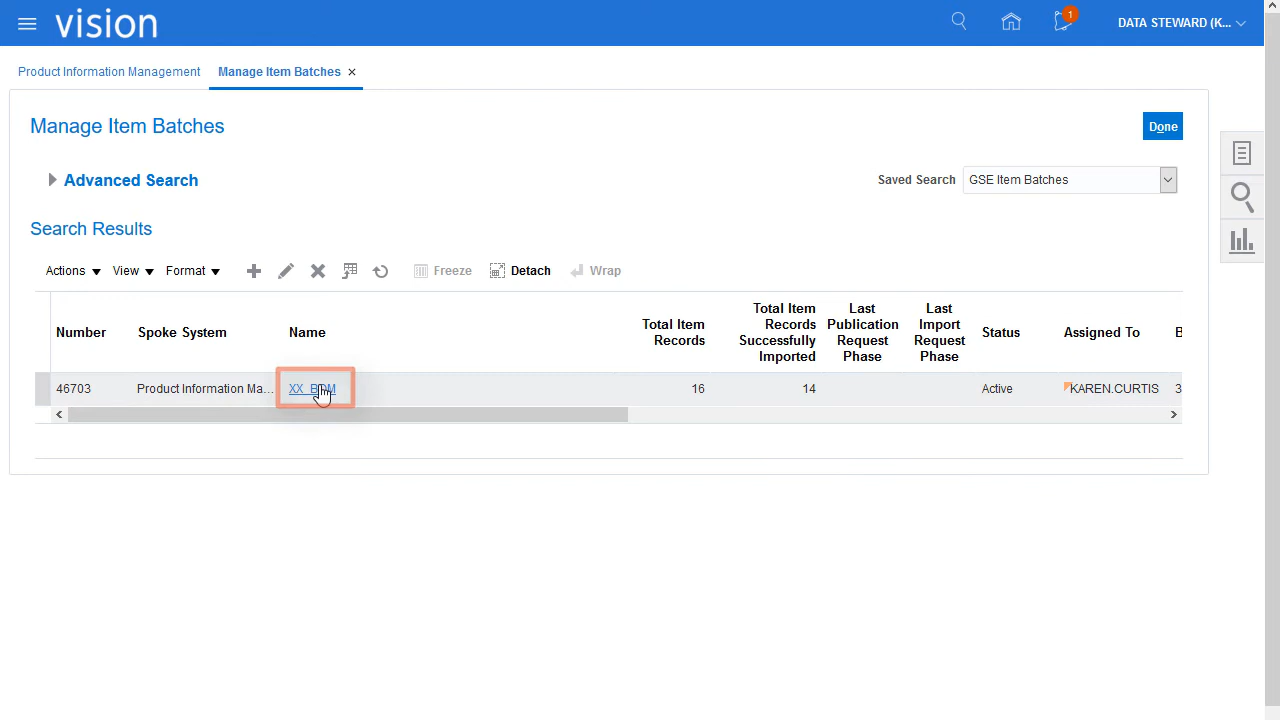 vision
1
DATA STEWARD (K...
Product Information Management
Manage Item Batches
Manage Item Batches
Done
Advanced Search
Saved Search
GSE Item Batches
Search Results
Actions View Format
Freeze
Detach
Wrap
Number
Spoke System
Name
Total Item
Records
Total Item
Records
Successfully
Imported
Last
Publication
Request
Phase
Last
Import
Request
Phase
Status
Assigned To
46703
Product Information Ma...
16
14
Active
KAREN.CURTIS